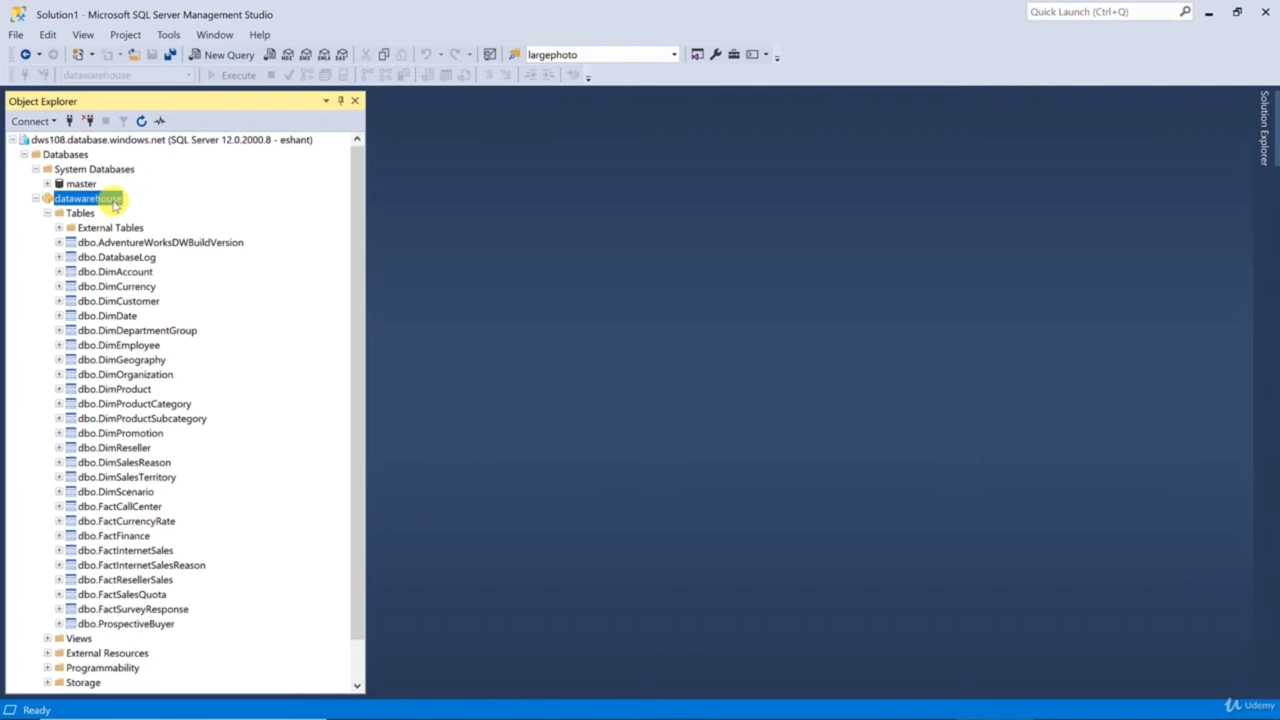 Solution1 - Microsoft SQL Server Management Studio
Quick Launch (Ctrl+Q)
File Edit View Project Tools Window Help
New Query
largephoto
datawarehouse
Execute
Object Explorer
Connect
dws108.database.windows.net (SQL Server 12.0.2000.8 - eshant)
Databases
System Databases
master
datawarehouse
Tables
External Tables
dbo.AdventureWorksDWBuildVersion
dbo.DatabaseLog
dbo.DimAccount
dbo.DimCurrency
dbo.DimCustomer
dbo.DimDate
dbo.DimDepartmentGroup
dbo.DimEmployee
dbo.DimGeography
dbo.DimOrganization
dbo.DimProduct
dbo.DimProductCategory
dbo.DimProductSubcategory
dbo.DimPromotion
dbo.DimReseller
dbo.DimSalesReason
dbo.DimSalesTerritory
dbo.DimScenario
dbo.FactCallCenter
dbo.FactCurrencyRate
dbo.FactFinance
dbo.FactInternetSales
dbo.FactInternetSalesReason
dbo.FactResellerSales
dbo.FactSalesQuota
dbo.FactSurveyResponse
dbo.ProspectiveBuyer
Views
External Resources
Programmability
Storage
Solution Explorer
Ready
Udemy